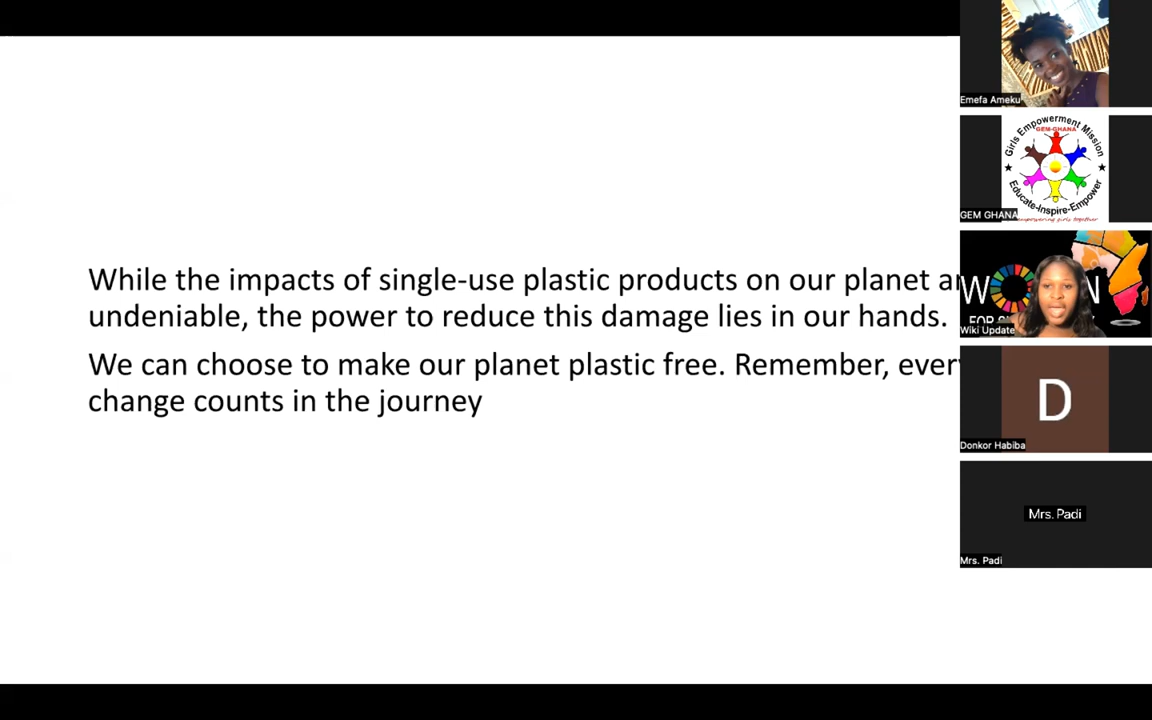 While the impacts of single-use plastic products on our planet
undeniable, the power to reduce this damage lies in our hands.
We can choose to make our planet plastic free. Remember,
change counts in the journey
Emefa Ameku
Girls Empowerment Mission
GEM-GHANA
Educate-Inspire-Empower
empowering girls together
GEM GHANA
Wiki Update
Donkor Habiba
D
Mrs. Padi
Mrs. Padi